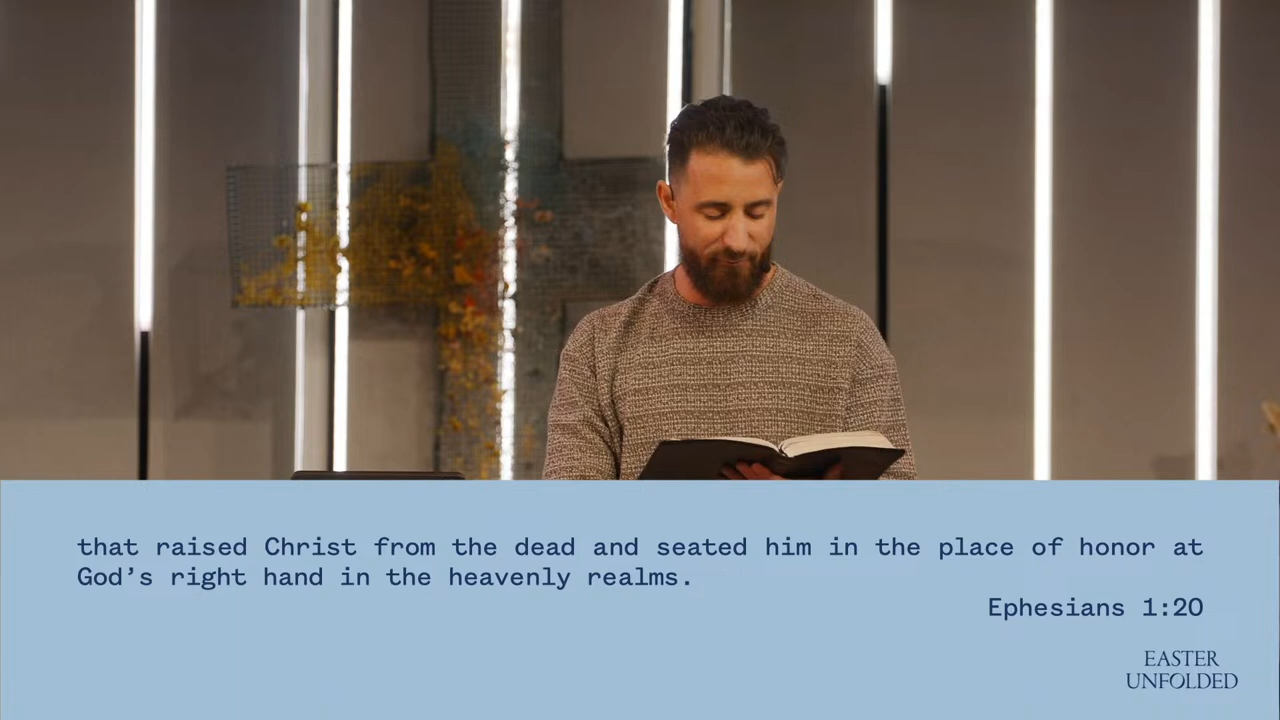 that raised Christ from the dead and seated him in the place of honor at
God’s right hand in the heavenly realms.
Ephesians 1:20
EASTER
UNFOLDED